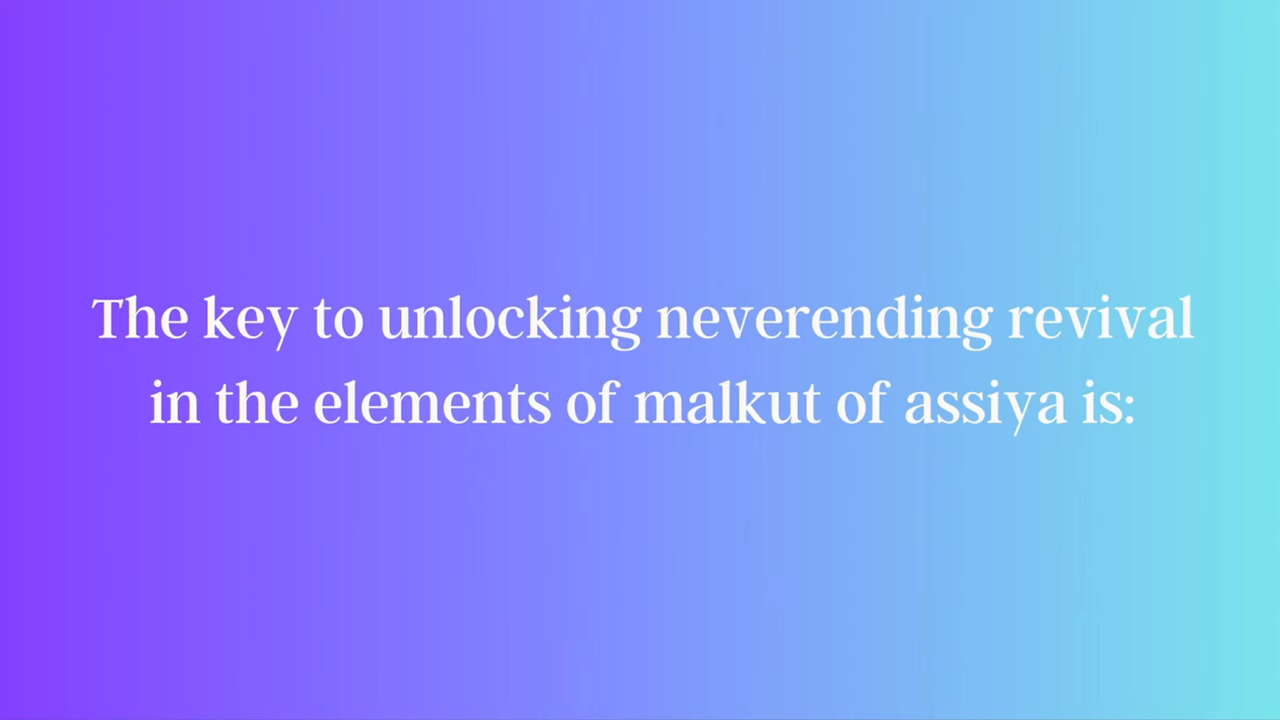 The key to unlocking neverending revival
in the elements of malkut of assiya is: